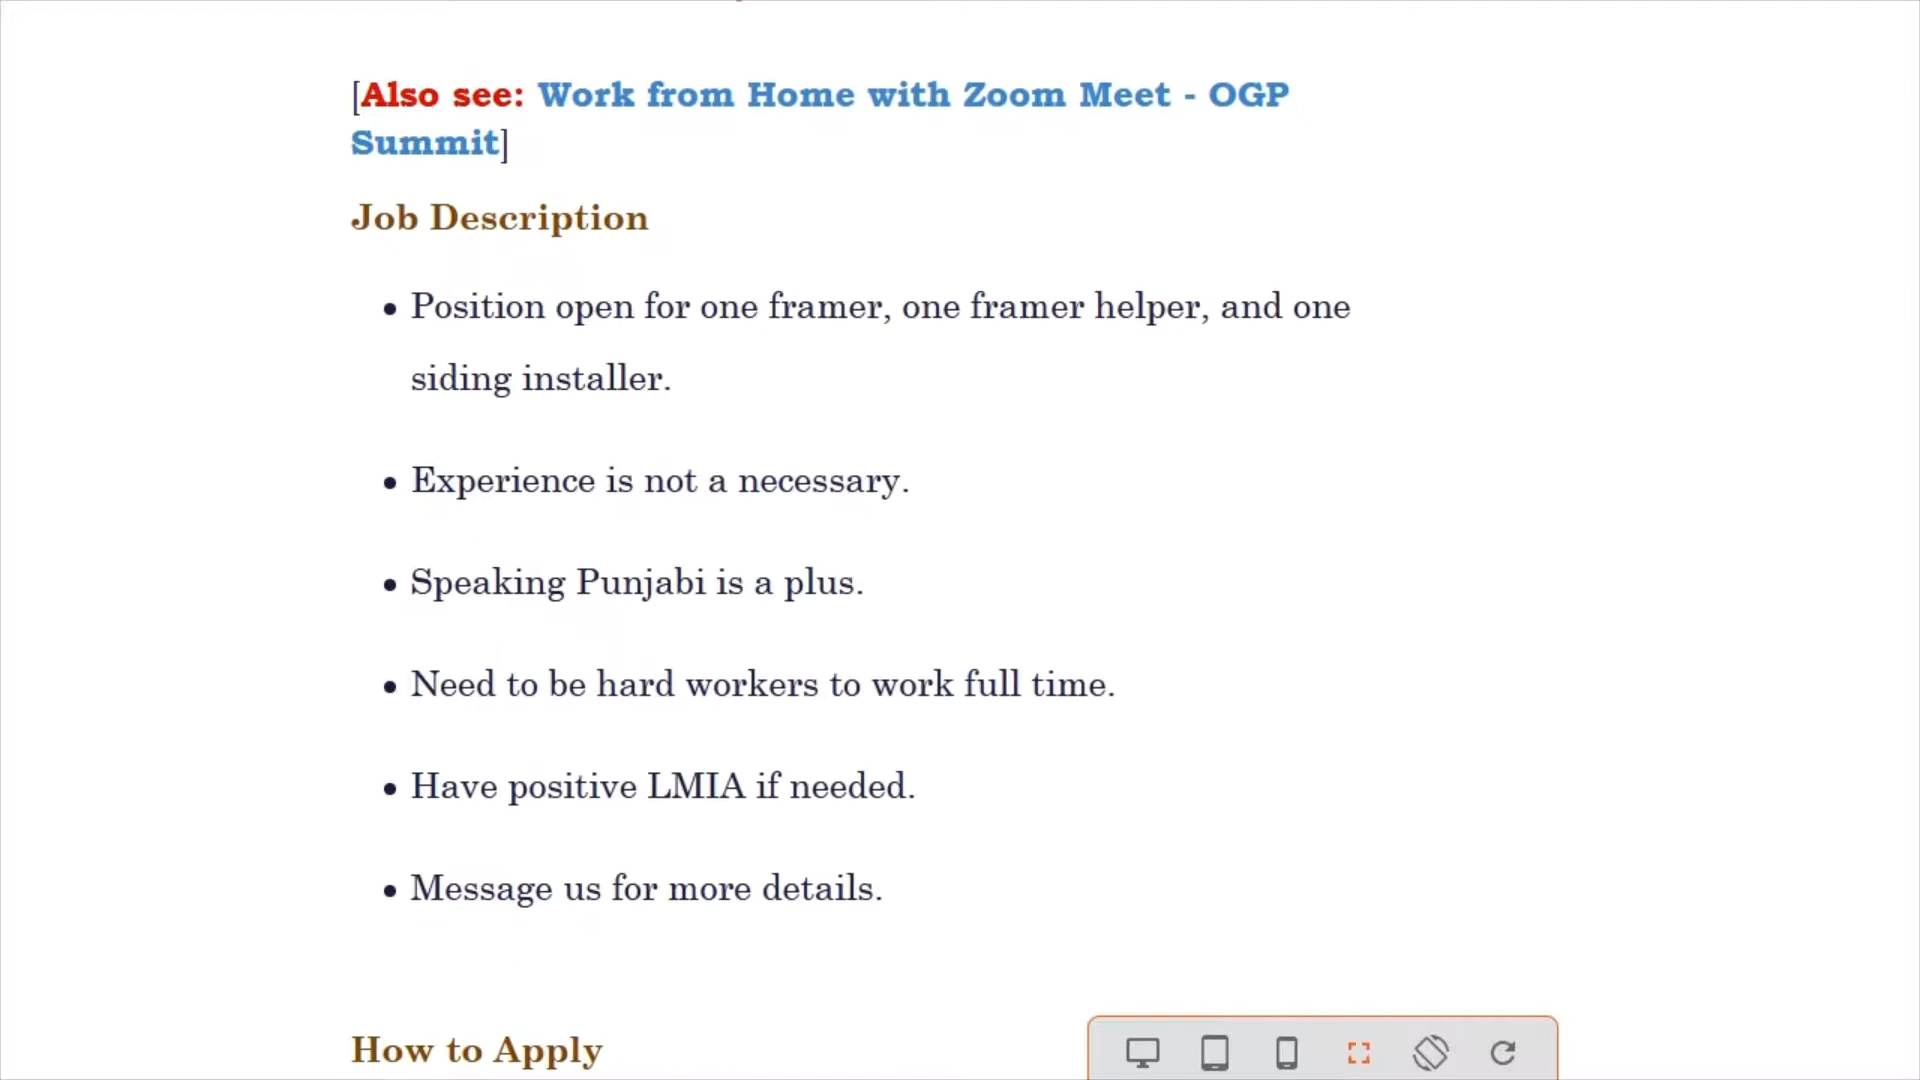 [Also see: Work from Home with Zoom Meet - OGP
Summit]
Job Description
• Position open for one framer, one framer helper, and one
siding installer.
• Experience is not a necessary.
• Speaking Punjabi is a plus.
• Need to be hard workers to work full time.
• Have positive LMIA if needed.
• Message us for more details.
How to Apply